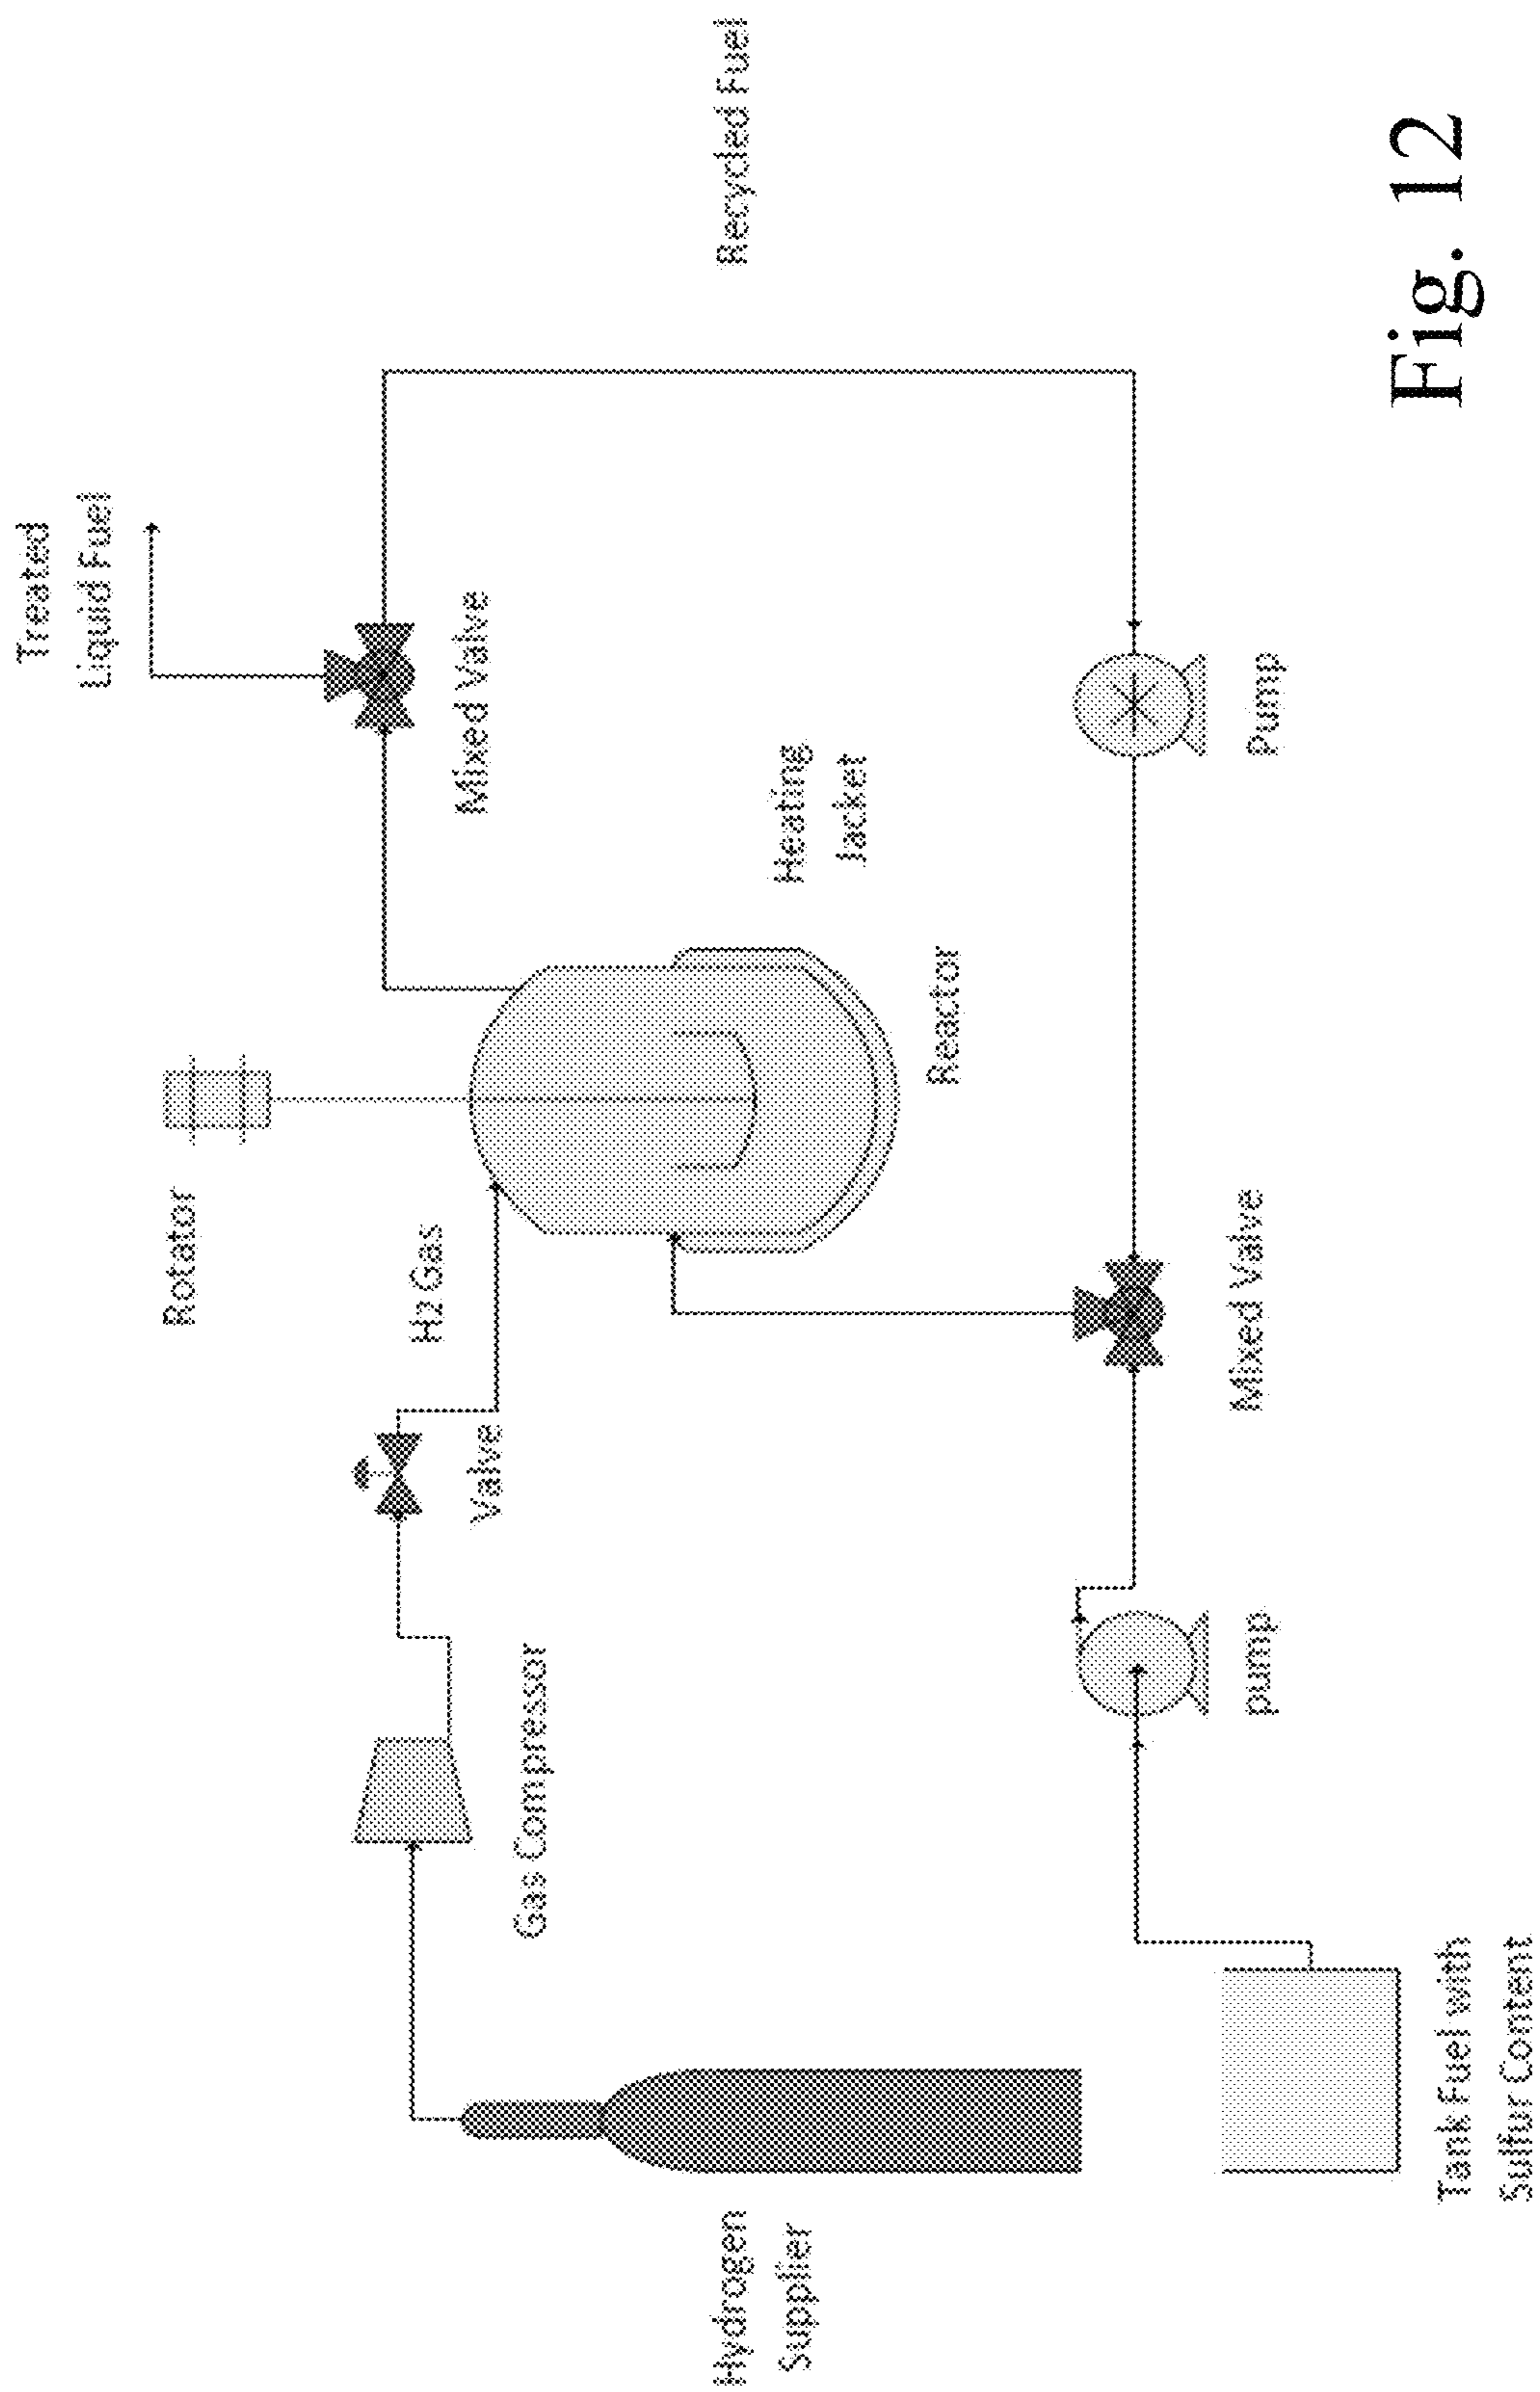 Treated
Liquid Fuel
Rotator
H2 Gas
Mixed Valve
Valve
Gas Compressor
Hydrogen
Supplier
Heating
Jacket
Recycled Fuel
Reactor
pump
Mixed Valve
Pump
Tank Fuel with
Sulfur Content
Fig. 12